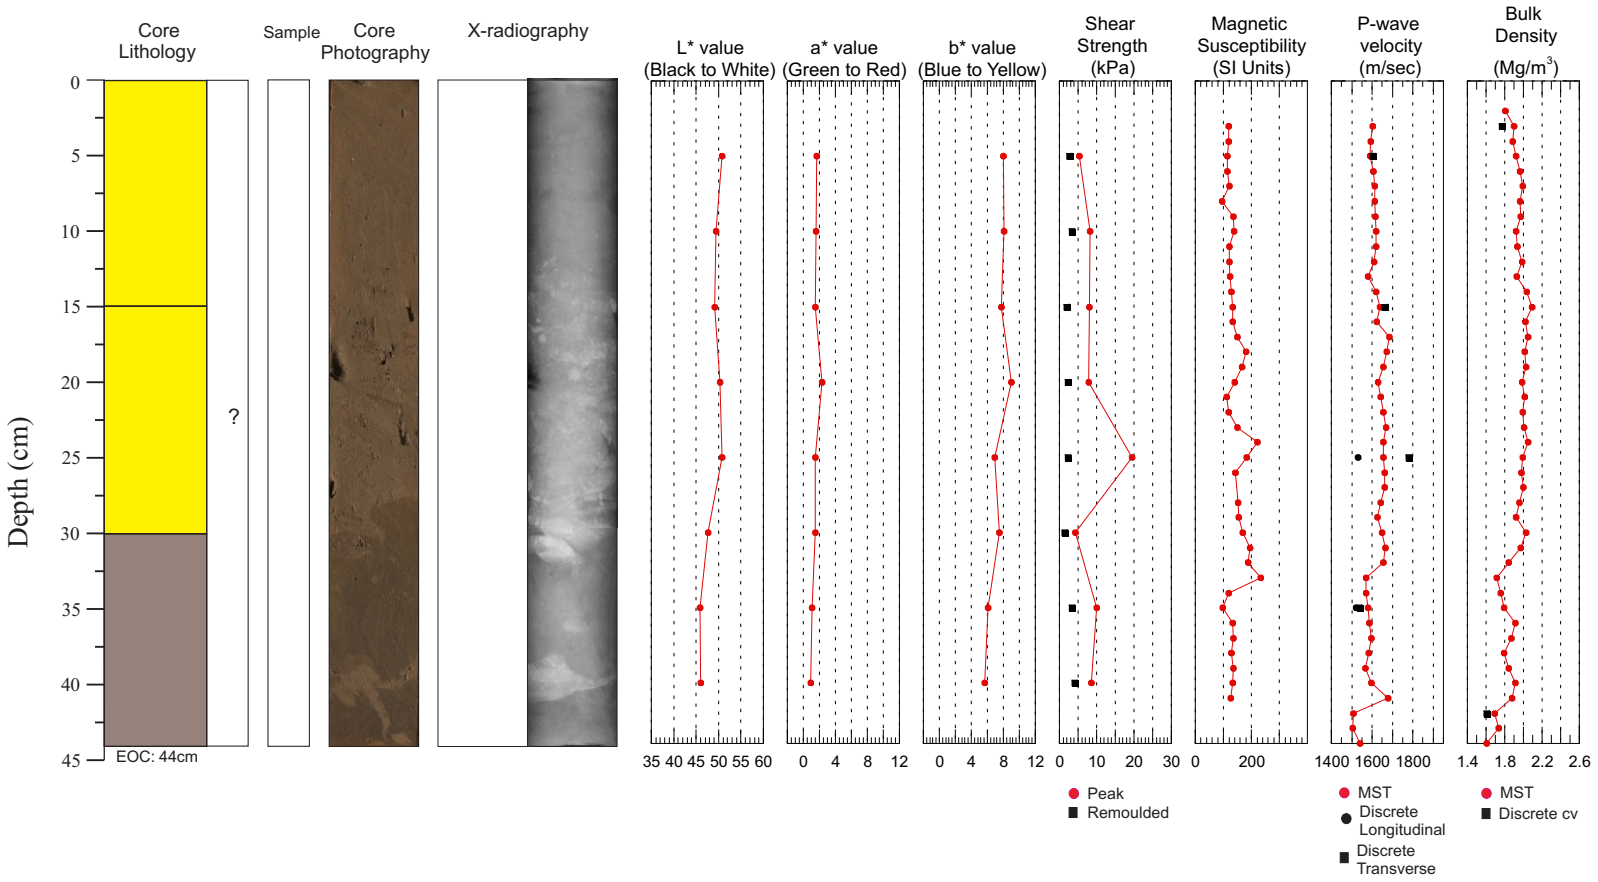 Core
Lithology
Sample
Core
Photography
X-radiography
L* value
(Black to White)
a* value
(Green to Red)
b* value
(Blue to Yellow)
Shear
Strength
(kPa)
Magnetic
Susceptibility
(SI Units)
P-wave
velocity
(m/sec)
Bulk
Density
(Mg/m³)
Depth (cm)
0
5
10
15
20
25
30
35
40
45
?
EOC: 44cm
35 40 45 50 55 60
0 4 8 12
0 4 8 12
0 10 20 30
0 200
1400 1600 1800
1.4 1.8 2.2 2.6
Peak
Remoulded
MST
Discrete
Longitudinal
Discrete
Transverse
MST
Discrete cv